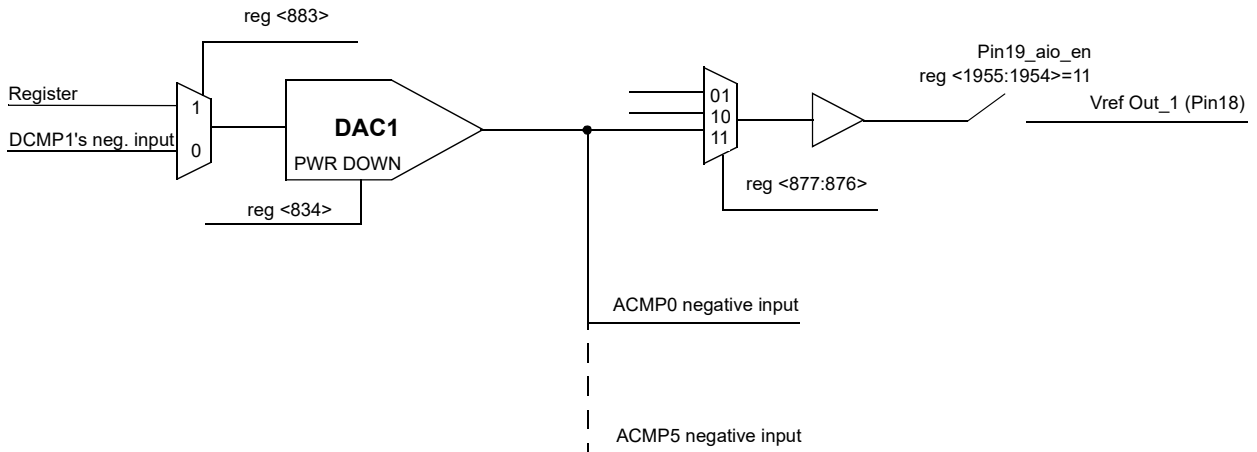 reg <883>
Register
1
DCMP1's neg. input
0
DAC1
PWR DOWN
reg <834>
01
10
11
reg <877:876>
Pin19_aio_en
reg <1955:1954>=11
Vref Out_1 (Pin18)
ACMP0 negative input
ACMP5 negative input